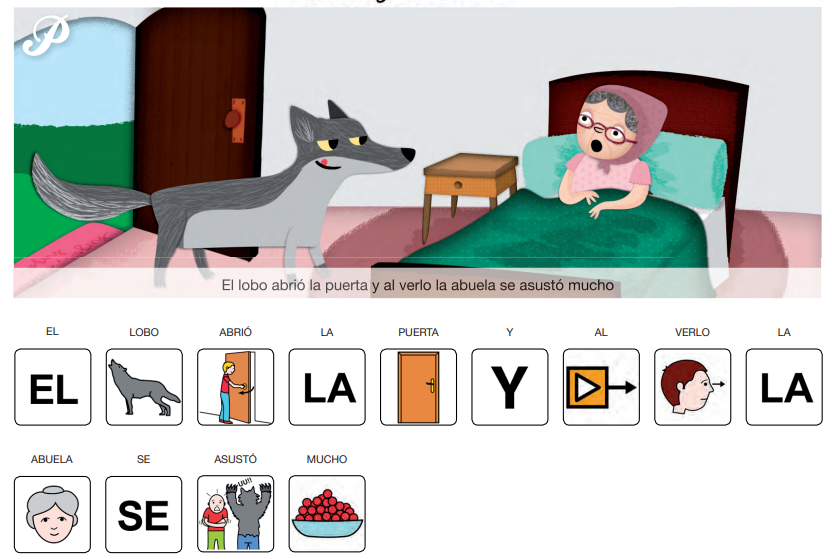 P
El lobo abrió la puerta y al verlo la abuela se asustó mucho
EL LOBO ABRIÓ LA PUERTA Y AL VERLO LA
EL LA Y LA
ABUELA SE ASUSTÓ MUCHO
UU!!
SE